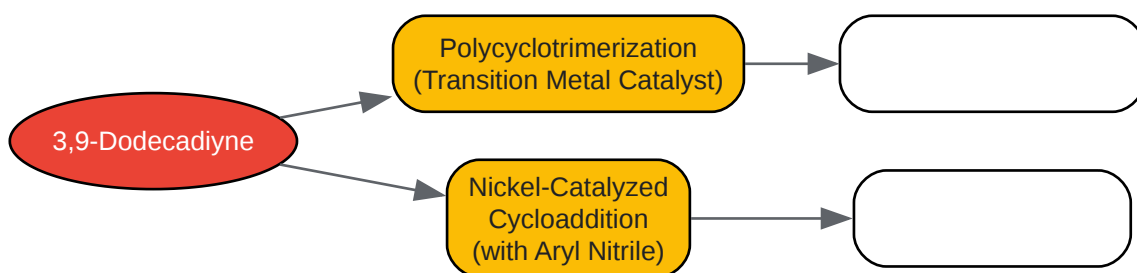 3,9-Dodecadiyne
Polycyclotrimerization
(Transition Metal Catalyst)
Nickel-Catalyzed
Cycloaddition
(with Aryl Nitrile)